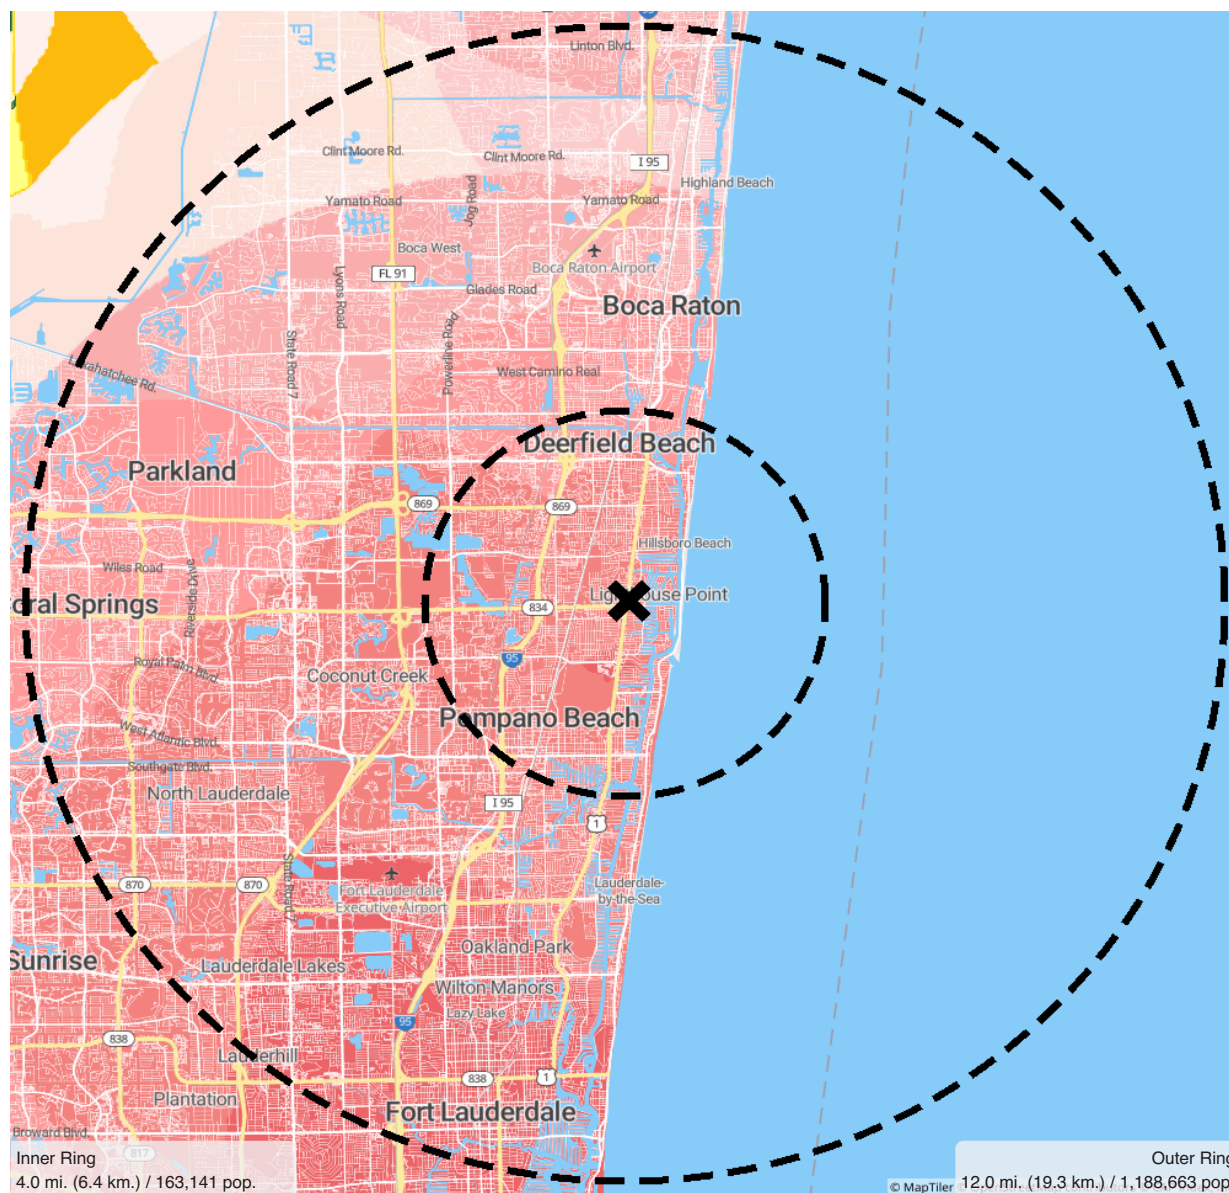 Linton Blvd.
Clint Moore Rd.
Clint Moore Rd.
I 95
Highland Beach
Jog Road
Yamato Road
Yamato Road
Boca West
Boca Raton Airport
FL 91
Lyons Road
Glades Road
Boca Raton
State Road 7
Powerline Road
West Camino Real
Deerfield Beach
Parkland
869
869
Hillsboro Beach
Wiles Road
Riverside Drive
oral Springs
834
95
Royal Palm Blvd.
Coconut Creek
Pompano Beach
West Atlantic Blvd.
Southgate Blvd.
North Lauderdale
I 95
1
870
870
State Road 7
Fort Lauderdale
Executive Airport
Lauderdale-
by-the-Sea
Oakland Park
Sunrise
Lauderdale Lakes
Wilton Manors
Lazy Lake
95
838
Lauderhill
838
1
Plantation
Fort Lauderdale
Broward Blvd.
817
Inner Ring
4.0 mi. (6.4 km.) / 163,141 pop.
Outer Ring
12.0 mi. (19.3 km.) / 1,188,663 pop
© MapTiler